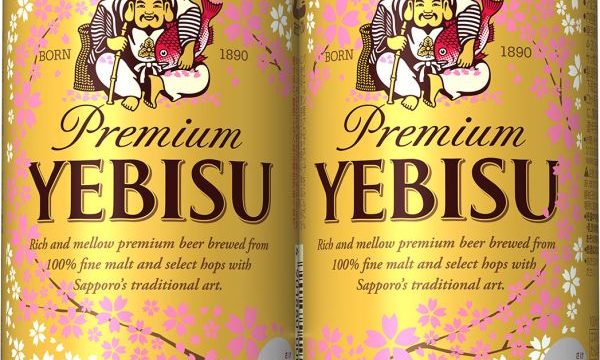 BORN 1890
Premium
YEBISU
Rich and mellow premium beer brewed from
100% fine malt and select hops with
Sapporo's traditional art.
BORN 1890
Premium
YEBISU
Rich and mellow premium beer brewed from
100% fine malt and select hops with
Sapporo's traditional art.